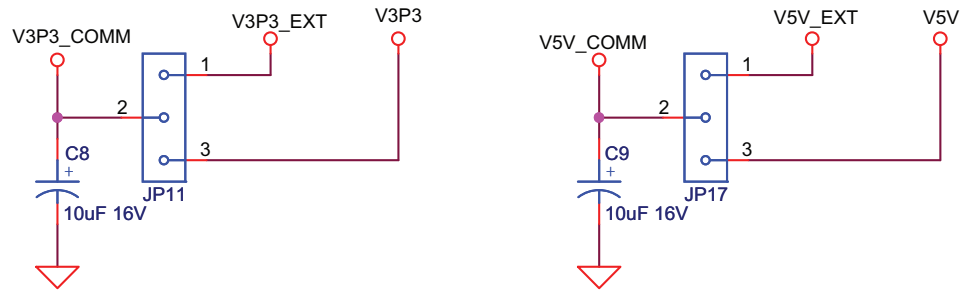 V3P3_COMM
V3P3_EXT
V3P3
1
2
3
C8
+
JP11
10uF 16V
V5V_COMM
V5V_EXT
V5V
1
2
3
C9
+
JP17
10uF 16V